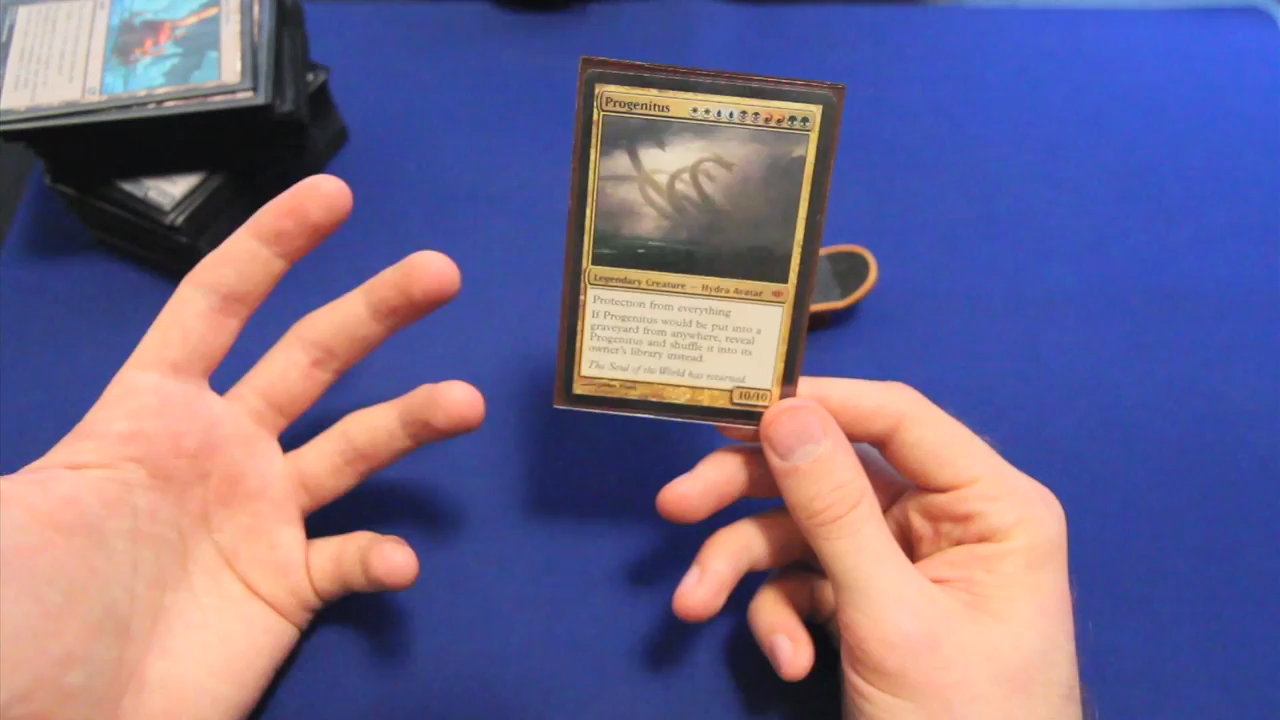 Progenitus
Legendary Creature — Hydra Avatar
Protection from everything
If Progenitus would be put into a
graveyard from anywhere, reveal
Progenitus and shuffle it into its
owner's library instead.
The Soul of the World has returned.
10/10